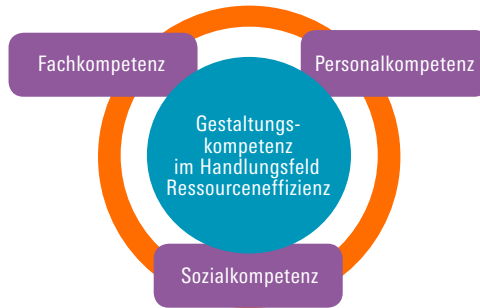 Fachkompetenz
Personalkompetenz
Gestaltungs-
kompetenz
im Handlungsfeld
Ressourceneffizienz
Sozialkompetenz